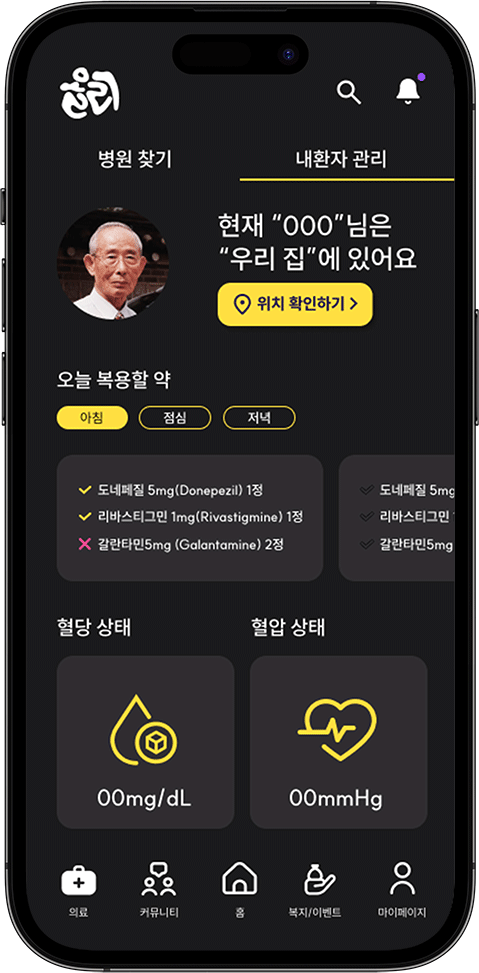 병원 찾기
내환자 관리
현재 “OOO”님은
“우리 집”에 있어요
위치 확인하기
오늘 복용할 약
아침
점심
저녁
도네페질 5mg(Donepezil) 1정
리바스티그민 1mg(Rivastigmine) 1정
갈란타민5mg (Galantamine) 2정
도네페질 5mg
리바스티그민
갈란타민5mg
혈당 상태
혈압 상태
00mg/dL
00mmHg
의료
커뮤니티
홈
복지/이벤트
마이페이지